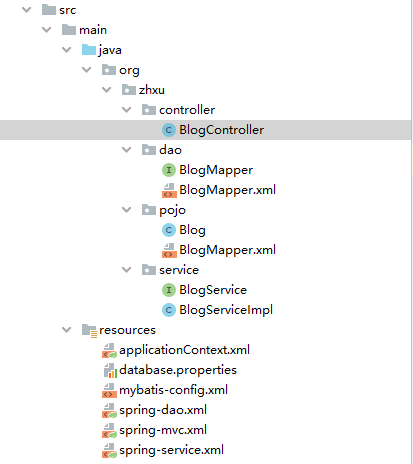 src
main
java
org
zhxu
controller
C BlogController
dao
I BlogMapper
BlogMapper.xml
pojo
C Blog
BlogMapper.xml
service
I BlogService
C BlogServiceImpl
resources
applicationContext.xml
database.properties
mybatis-config.xml
spring-dao.xml
spring-mvc.xml
spring-service.xml